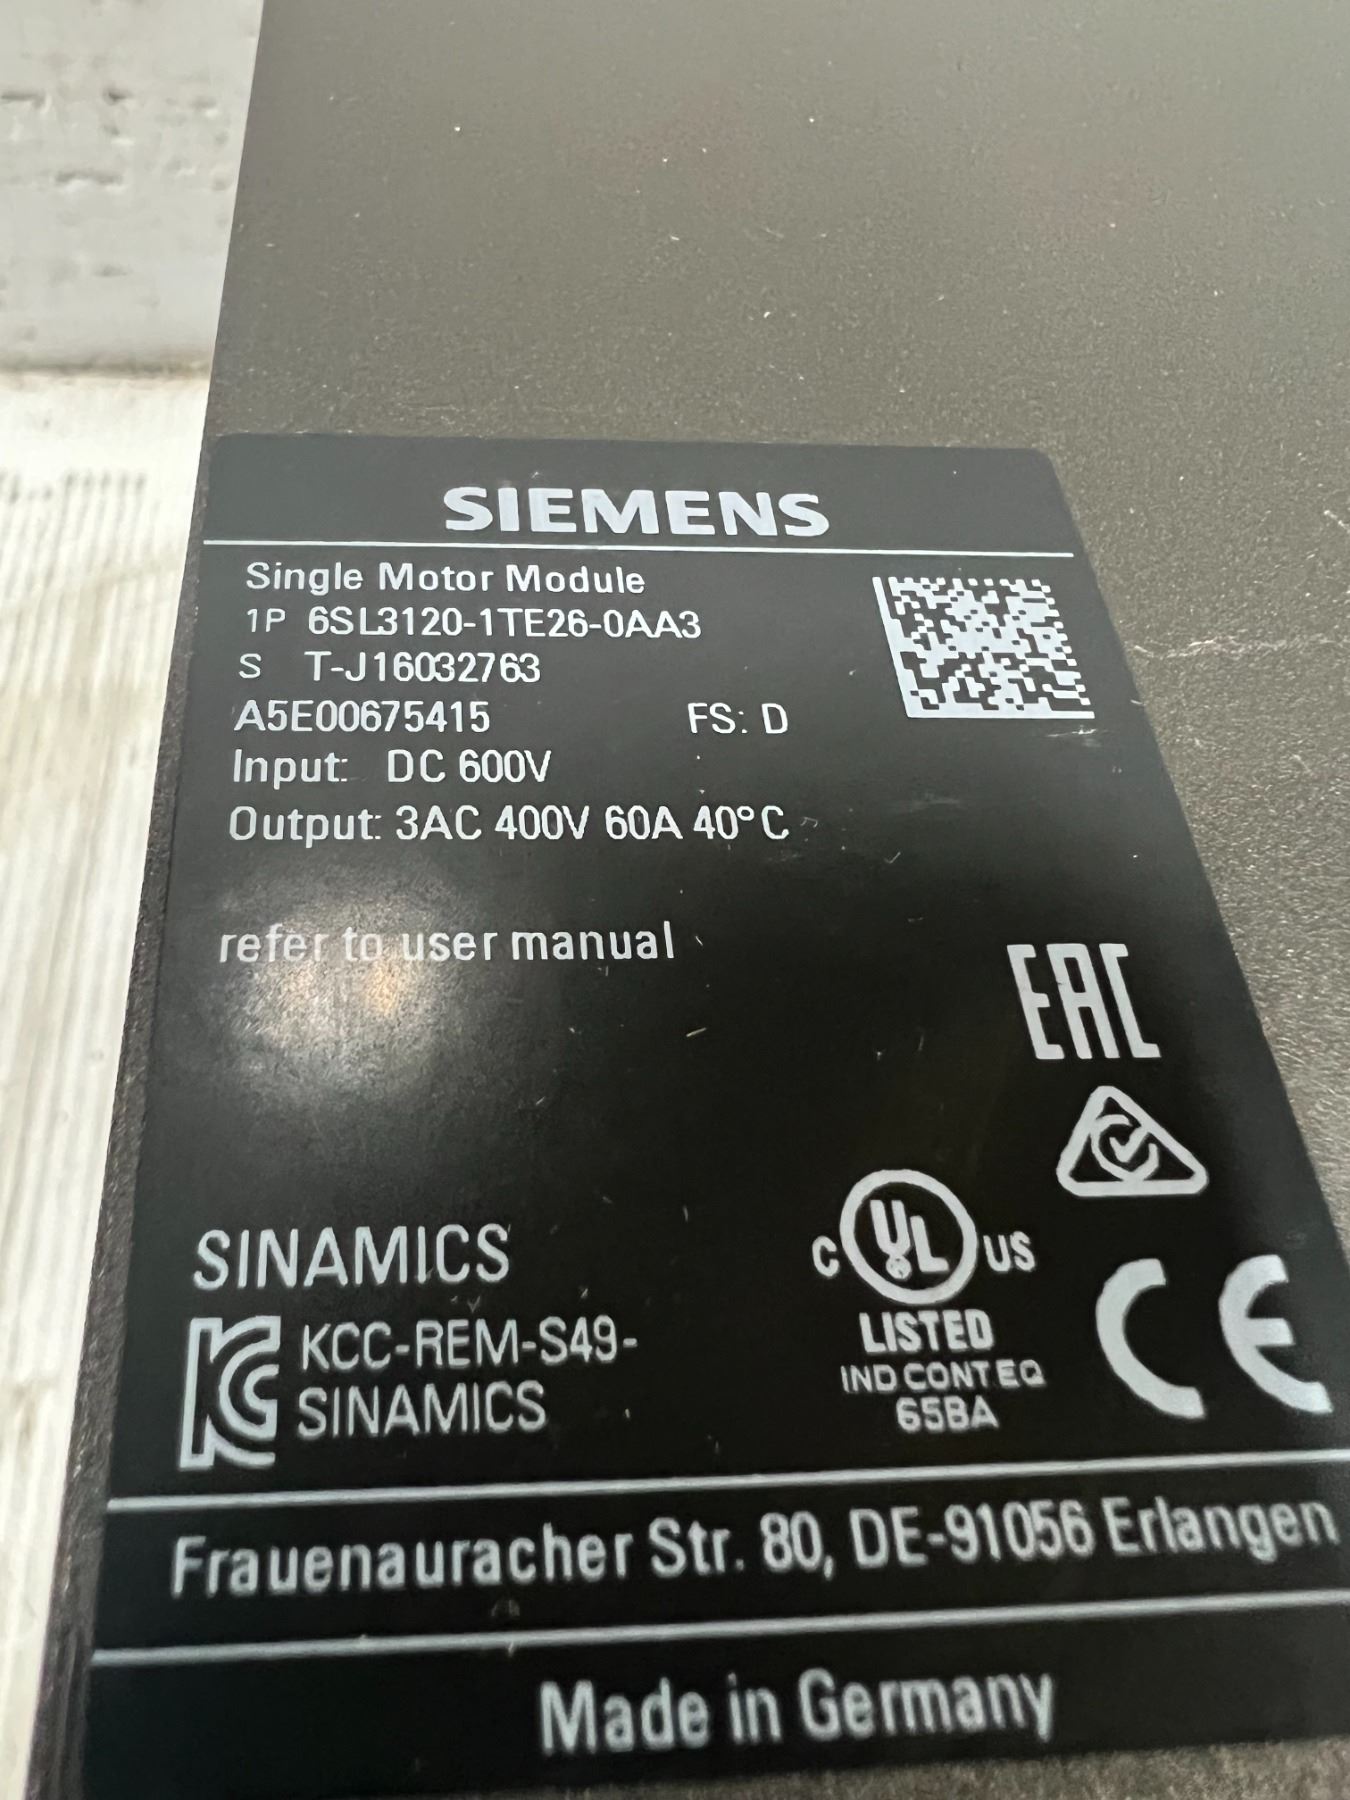 SIEMENS
Single Motor Module
1P 6SL3120-1TE26-0AA3
S T-J16032763
A5E00675415 FS: D
Input: DC 600V
Output: 3AC 400V 60A 40°C
refer to user manual
EAC
SINAMICS
C UL US
LISTED
IND CONT EQ
65BA
CE
KCC-REM-S49-
SINAMICS
Frauenauracher Str. 80, DE-91056 Erlangen
Made in Germany